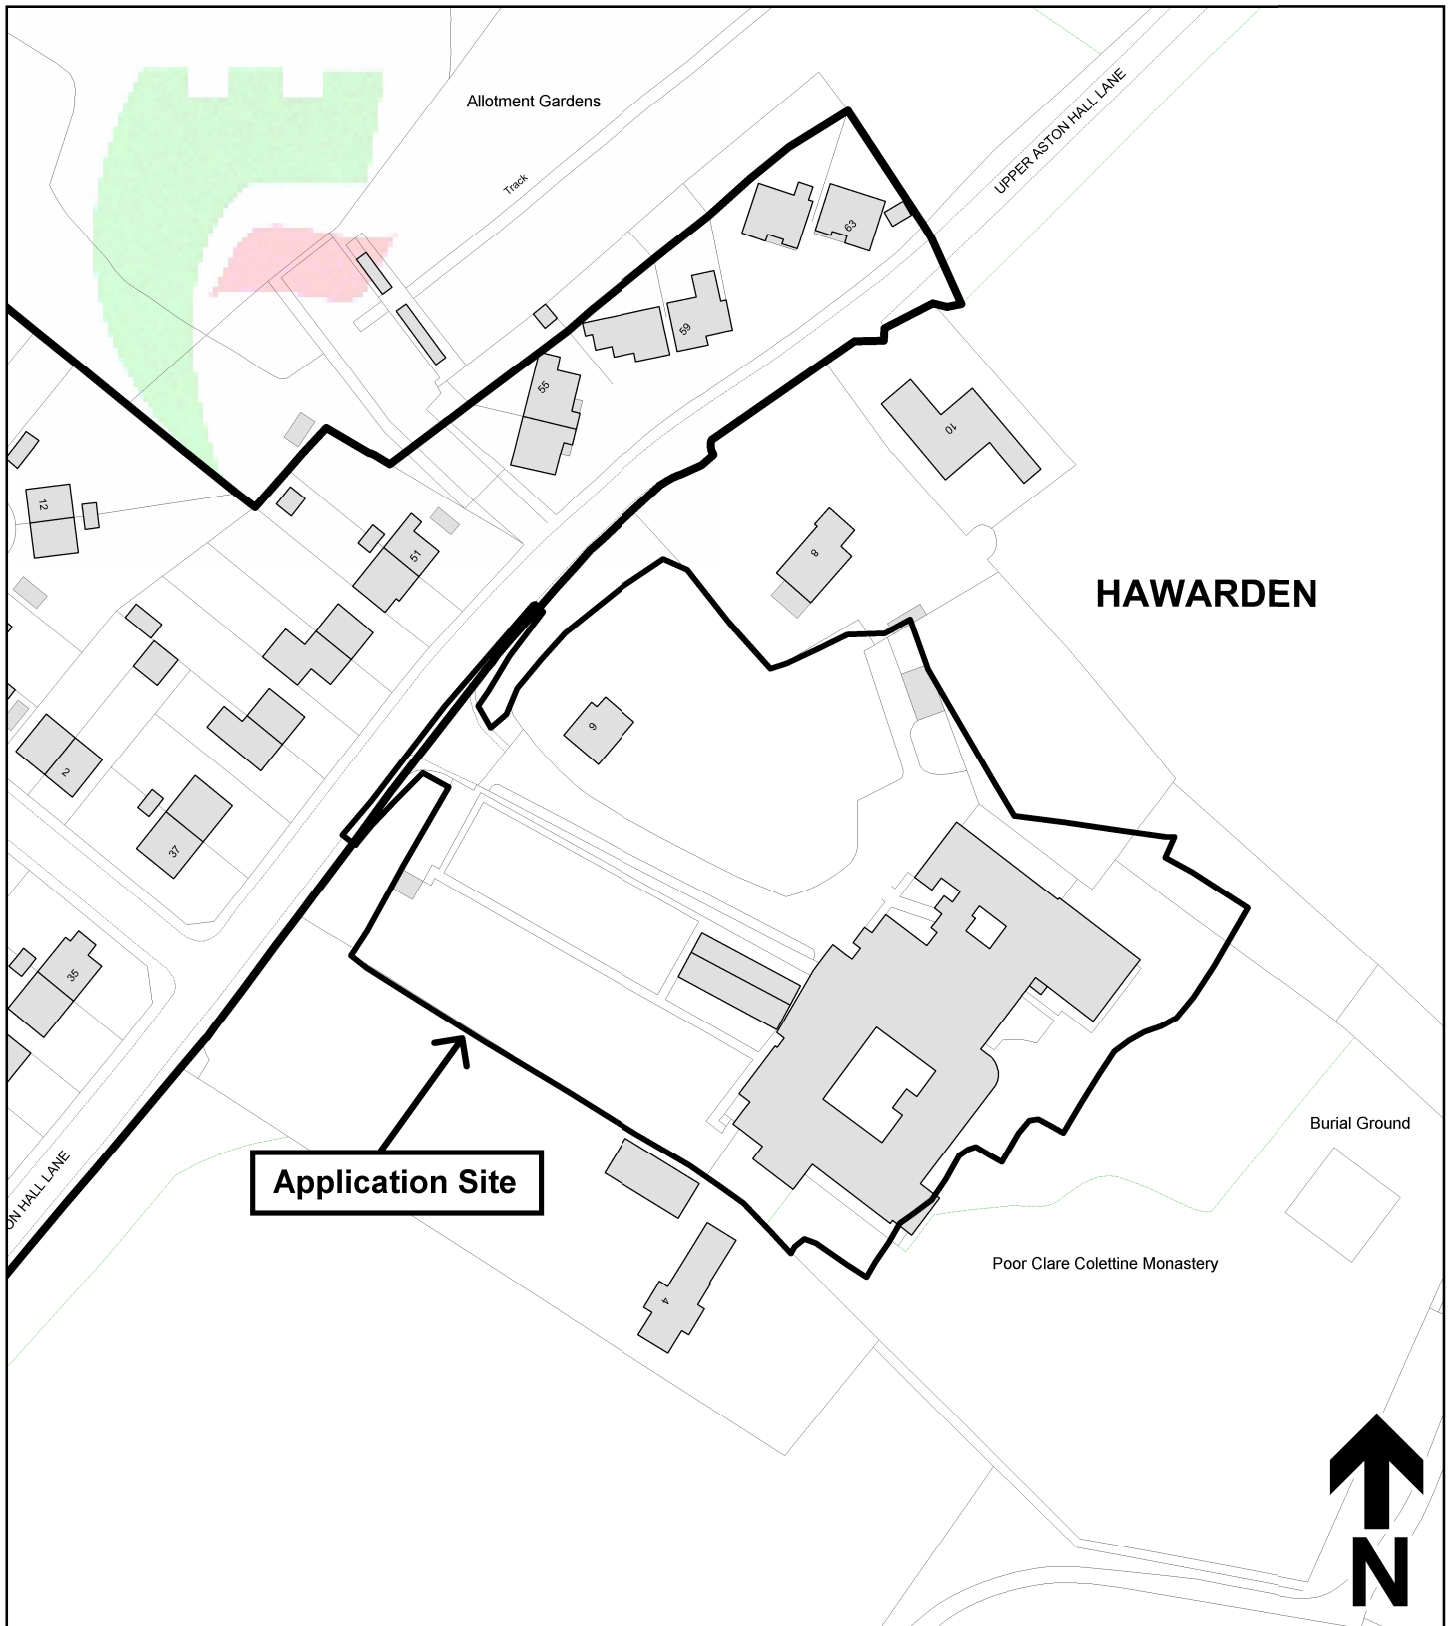 Allotment Gardens
UPPER ASTON HALL LANE
Track
63
59
55
10
12
51
8
HAWARDEN
9
2
37
35
Burial Ground
ON HALL LANE
Application Site
Poor Clare Colettine Monastery
4
N